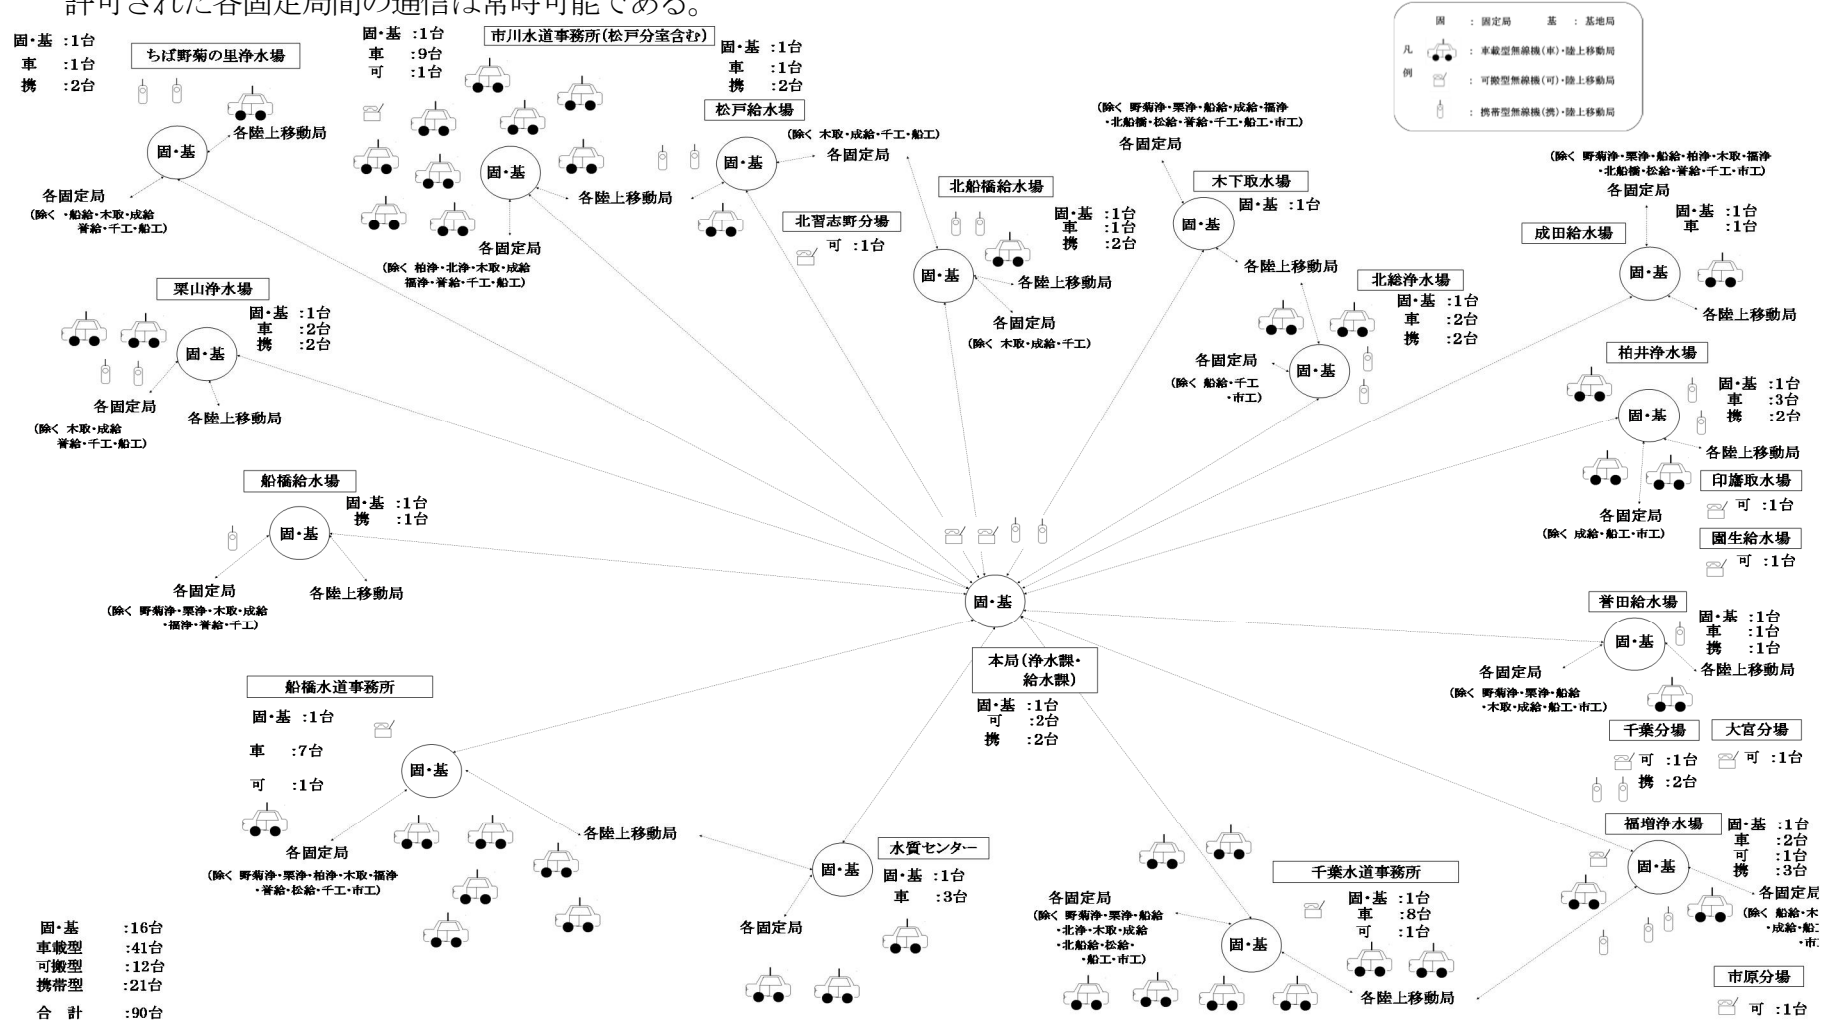 許可された各固定局間の通信は常時可能である。
固 : 固定局 基 : 基地局
凡例
: 車載型無線機(車)・陸上移動局
: 可搬型無線機(可)・陸上移動局
: 携帯型無線機(携)・陸上移動局
固・基 :1台
車 :1台
携 :2台
ちば野菊の里浄水場
固・基
各陸上移動局
各固定局
(除く ・船給・木取・成給
誉給・千工・船工)
固・基 :1台
車 :9台
可 :1台
市川水道事務所(松戸分室含む)
固・基
各陸上移動局
各固定局
(除く 柏浄・北浄・木取・成給
福浄・誉給・千工・船工)
固・基 :1台
車 :1台
携 :2台
松戸給水場
固・基
(除く 木取・成給・千工・船工)
各固定局
北習志野分場
可 :1台
北船橋給水場
固・基 :1台
車 :1台
携 :2台
固・基
各陸上移動局
各固定局
(除く 木取・成給・千工)
(除く 野菊浄・栗浄・船給・成給・福浄
・北船橋・松給・誉給・千工・船工・市工)
各固定局
木下取水場
固・基 :1台
固・基
各陸上移動局
北総浄水場
固・基 :1台
車 :2台
携 :2台
固・基
各固定局
(除く 船給・千工
・市工)
(除く 野菊浄・栗浄・船給・柏浄・木取・福浄
・北船橋・松給・誉給・千工・市工)
各固定局
固・基 :1台
車 :1台
成田給水場
固・基
各陸上移動局
柏井浄水場
固・基 :1台
車 :3台
携 :2台
固・基
各陸上移動局
各固定局
(除く 成給・船工・市工)
印旛取水場
可 :1台
園生給水場
可 :1台
栗山浄水場
固・基 :1台
車 :2台
携 :2台
固・基
各固定局
各陸上移動局
(除く 木取・成給
誉給・千工・船工)
船橋給水場
固・基 :1台
携 :1台
固・基
各固定局
各陸上移動局
(除く 野菊浄・栗浄・木取・成給
・福浄・誉給・千工)
固・基
本局(浄水課・
給水課)
固・基 :1台
可 :2台
携 :2台
誉田給水場
固・基 :1台
車 :1台
携 :1台
固・基
各固定局
各陸上移動局
(除く 野菊浄・栗浄・船給
・木取・成給・船工・市工)
千葉分場
可 :1台
携 :2台
大宮分場
可 :1台
船橋水道事務所
固・基 :1台
車 :7台
可 :1台
固・基
各陸上移動局
各固定局
(除く 野菊浄・栗浄・柏浄・木取・福浄
・誉給・松給・千工・市工)
水質センター
固・基 :1台
車 :3台
固・基
各固定局
千葉水道事務所
固・基 :1台
車 :8台
可 :1台
固・基
各固定局
(除く 野菊浄・栗浄・船給
・北浄・木取・成給
・北船給・松給・
・船工・市工)
各陸上移動局
福増浄水場
固・基 :1台
車 :2台
可 :1台
携 :3台
固・基
各固定局
(除く 船給・木
・成給・船工
・市工
市原分場
可 :1台
固・基 :16台
車載型 :41台
可搬型 :12台
携帯型 :21台
合 計 :90台